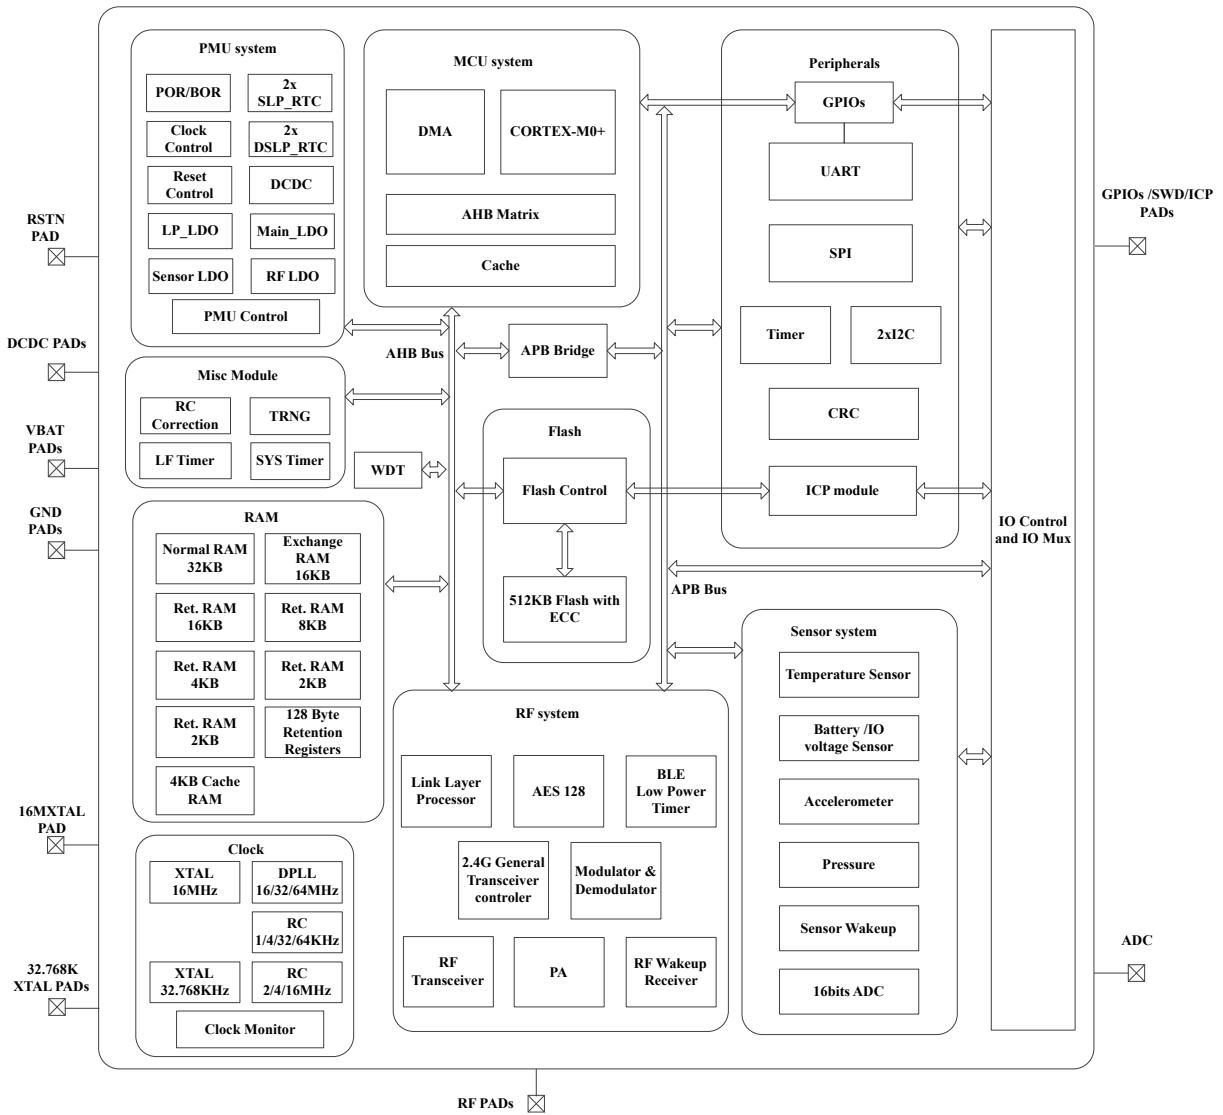 PMU system
POR/BOR
2x
SLP_RTC
Clock
Control
2x
DSLP_RTC
Reset
Control
DCDC
LP_LDO
Main_LDO
Sensor LDO
RF LDO
PMU Control
MCU system
DMA
CORTEX-M0+
AHB Matrix
Cache
Peripherals
GPIOs
UART
SPI
Timer
2xI2C
CRC
ICP module
IO Control
and IO Mux
GPIOs /SWD/ICP
PADs
RSTN
PAD
DCDC PADs
VBAT
PADs
GND
PADs
16MXTAL
PAD
32.768K
XTAL PADs
AHB Bus
APB Bridge
APB Bus
Misc Module
RC
Correction
TRNG
LF Timer
SYS Timer
WDT
Flash
Flash Control
512KB Flash with
ECC
RAM
Normal RAM
32KB
Exchange
RAM
16KB
Ret. RAM
16KB
Ret. RAM
8KB
Ret. RAM
4KB
Ret. RAM
2KB
Ret. RAM
2KB
128 Byte
Retention
Registers
4KB Cache
RAM
Clock
XTAL
16MHz
DPLL
16/32/64MHz
RC
1/4/32/64KHz
XTAL
32.768KHz
RC
2/4/16MHz
Clock Monitor
RF system
Link Layer
Processor
AES 128
BLE
Low Power
Timer
2.4G General
Transceiver
controler
Modulator &
Demodulator
RF
Transceiver
PA
RF Wakeup
Receiver
Sensor system
Temperature Sensor
Battery /IO
voltage Sensor
Accelerometer
Pressure
Sensor Wakeup
16bits ADC
ADC
RF PADs